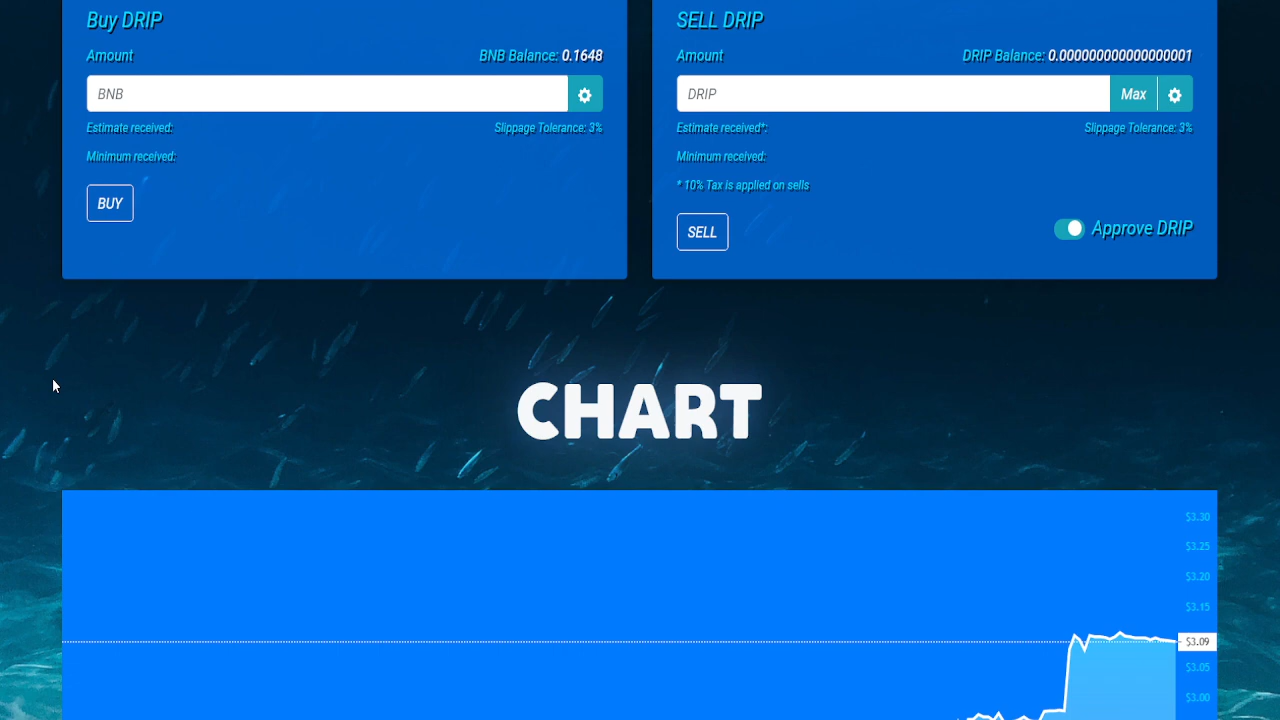 Buy DRIP
Amount
BNB Balance: 0.1648
BNB
Estimate received:
Slippage Tolerance: 3%
Minimum received:
BUY
SELL DRIP
Amount
DRIP Balance: 0.000000000000000001
DRIP
Max
Estimate received*:
Slippage Tolerance: 3%
Minimum received:
* 10% Tax is applied on sells
SELL
Approve DRIP
CHART
$3.30
$3.25
$3.20
$3.15
$3.09
$3.05
$3.00